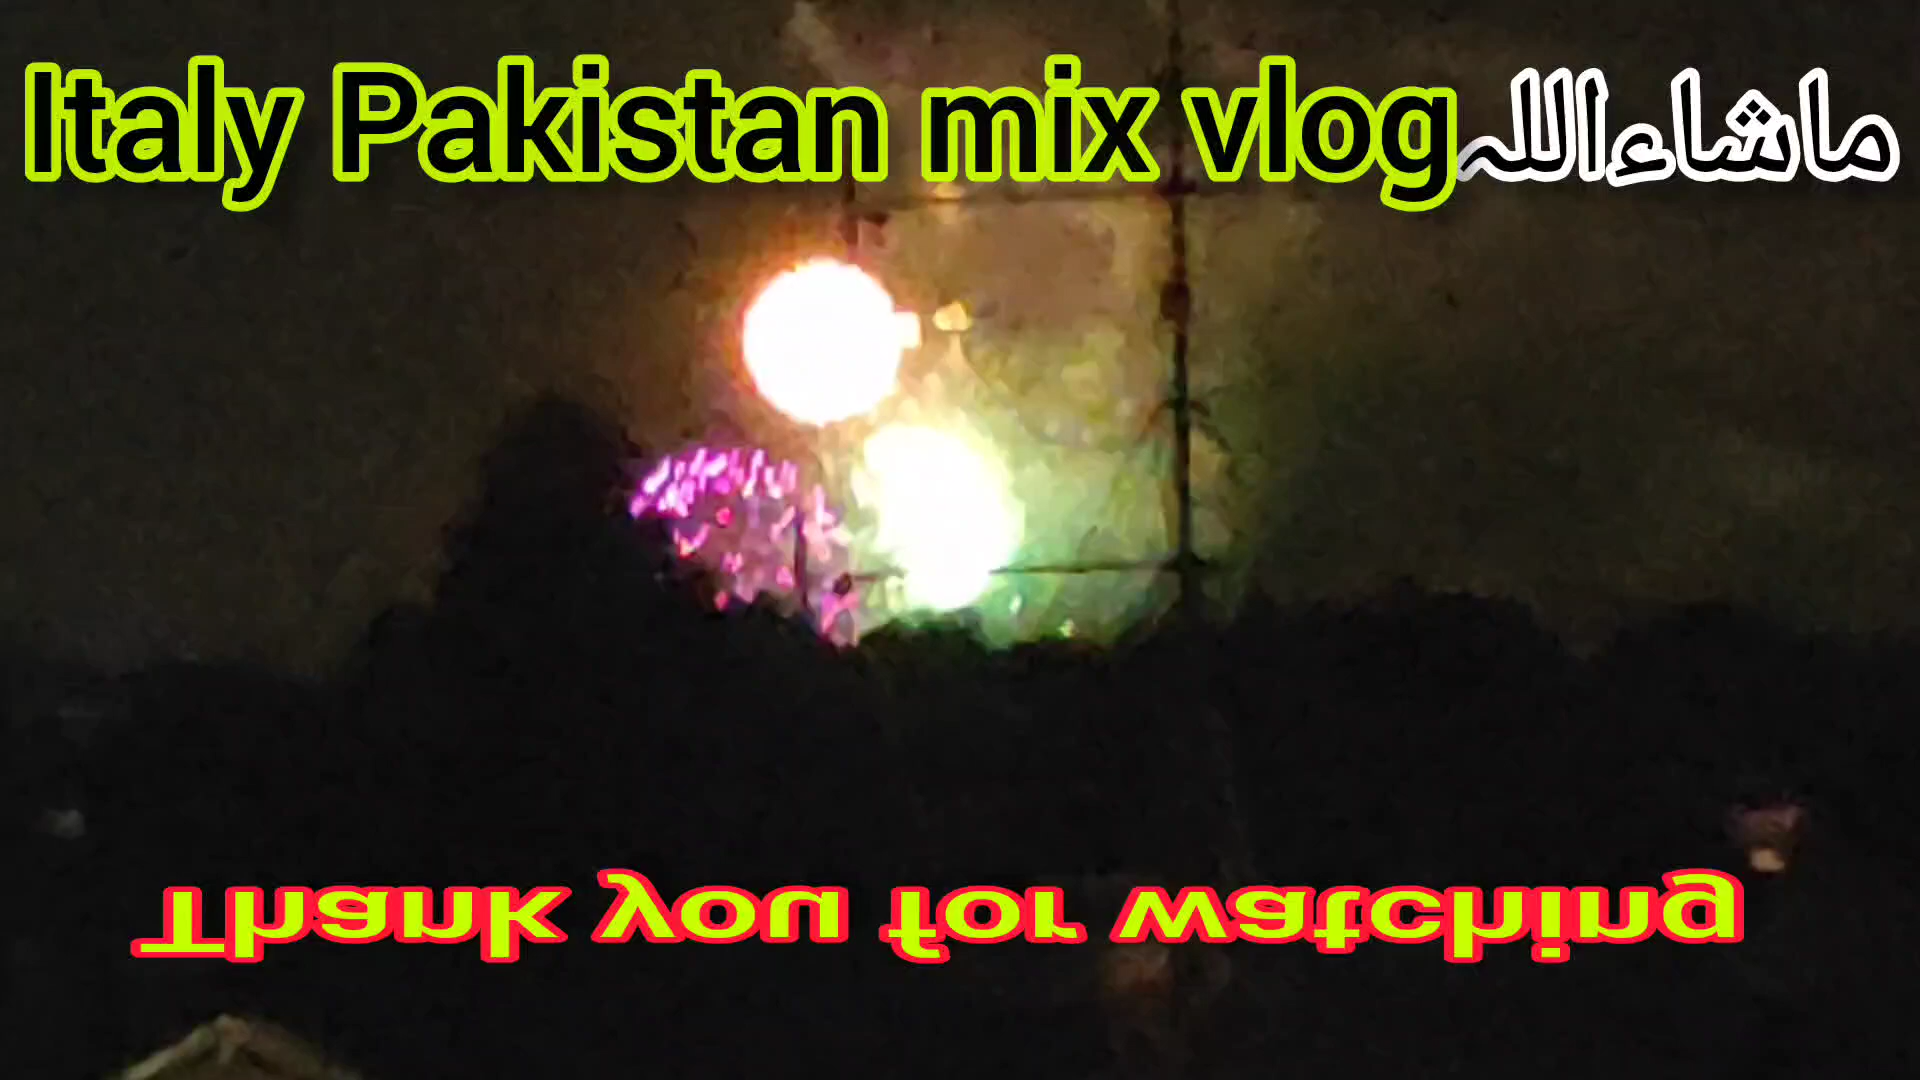 Italy Pakistan mix vlog ماشاءالله
Thank you for watching